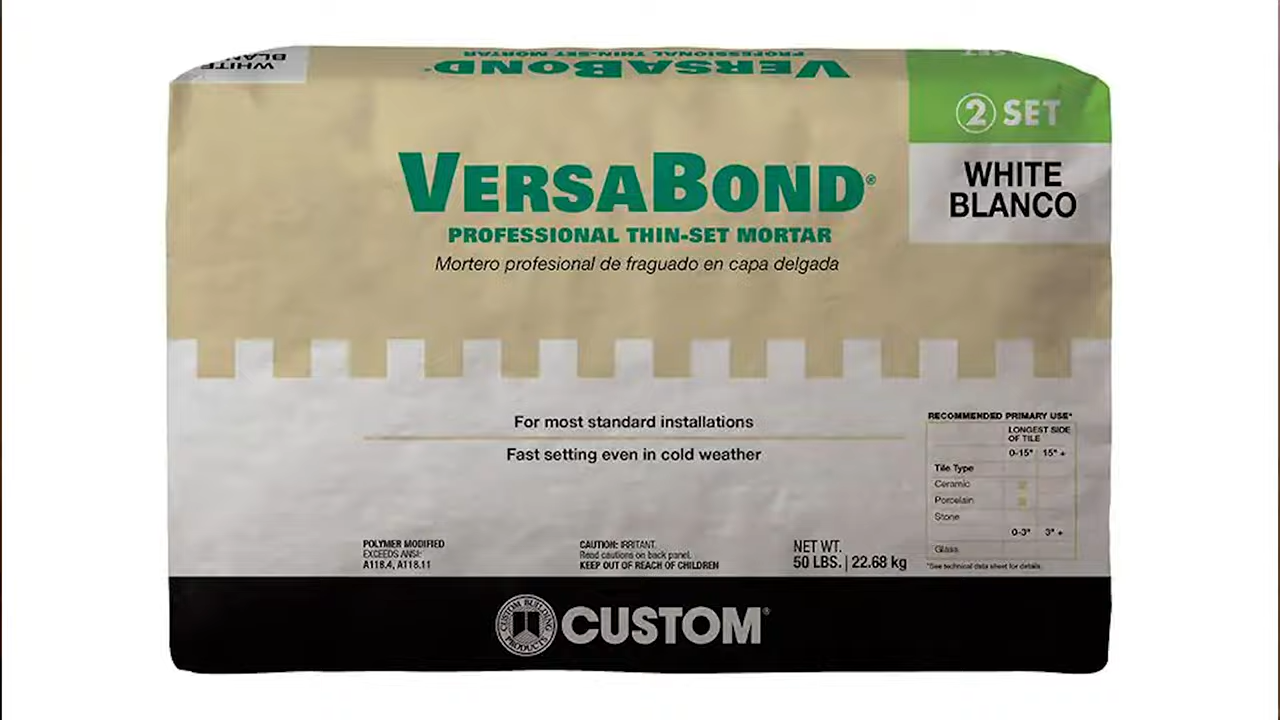 WHITE
VERSABOND
PROFESSIONAL THIN-SET MORTAR
2 SET
WHITE
BLANCO
VERSABOND®
PROFESSIONAL THIN-SET MORTAR
Mortero profesional de fraguado en capa delgada
For most standard installations
Fast setting even in cold weather
RECOMMENDED PRIMARY USE*
LONGEST SIDE
OF TILE
0-15" 15" +
Tile Type
Ceramic
Porcelain
Stone
0-3" 3" +
Glass
*See technical data sheet for details.
POLYMER MODIFIED
EXCEEDS ANSI:
A118.4, A118.11
CAUTION: IRRITANT.
Read cautions on back panel.
KEEP OUT OF REACH OF CHILDREN
NET WT.
50 LBS. | 22.68 kg
CUSTOM BUILDING PRODUCTS
CUSTOM®